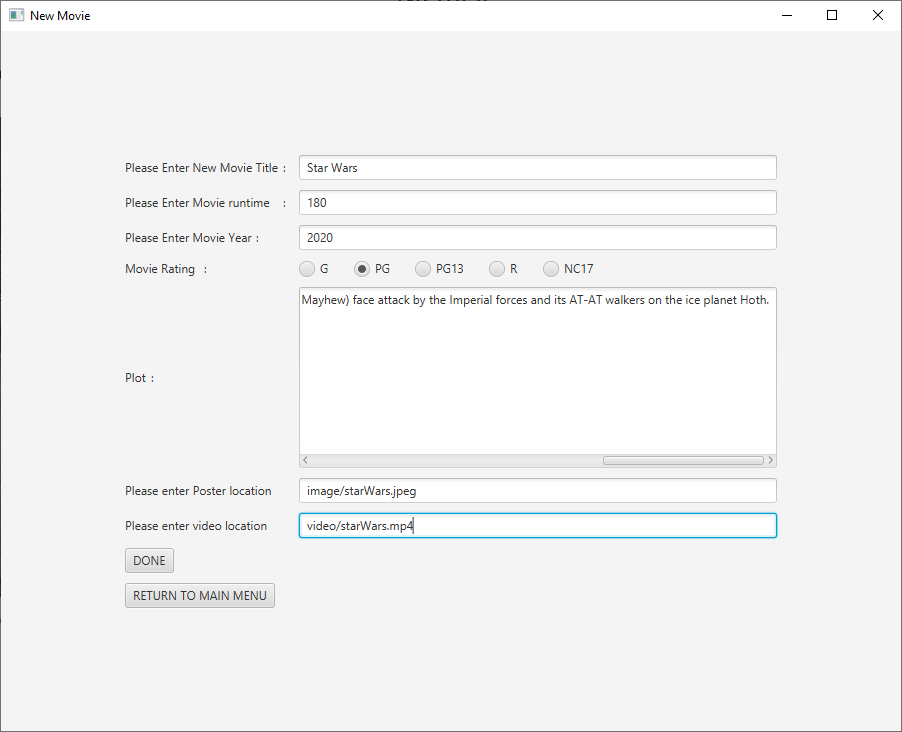 New Movie
Please Enter New Movie Title : Star Wars
Please Enter Movie runtime : 180
Please Enter Movie Year : 2020
Movie Rating : G PG PG13 R NC17
Mayhew) face attack by the Imperial forces and its AT-AT walkers on the ice planet Hoth.
Plot :
Please enter Poster location image/starWars.jpeg
Please enter video location video/starWars.mp4
DONE
RETURN TO MAIN MENU